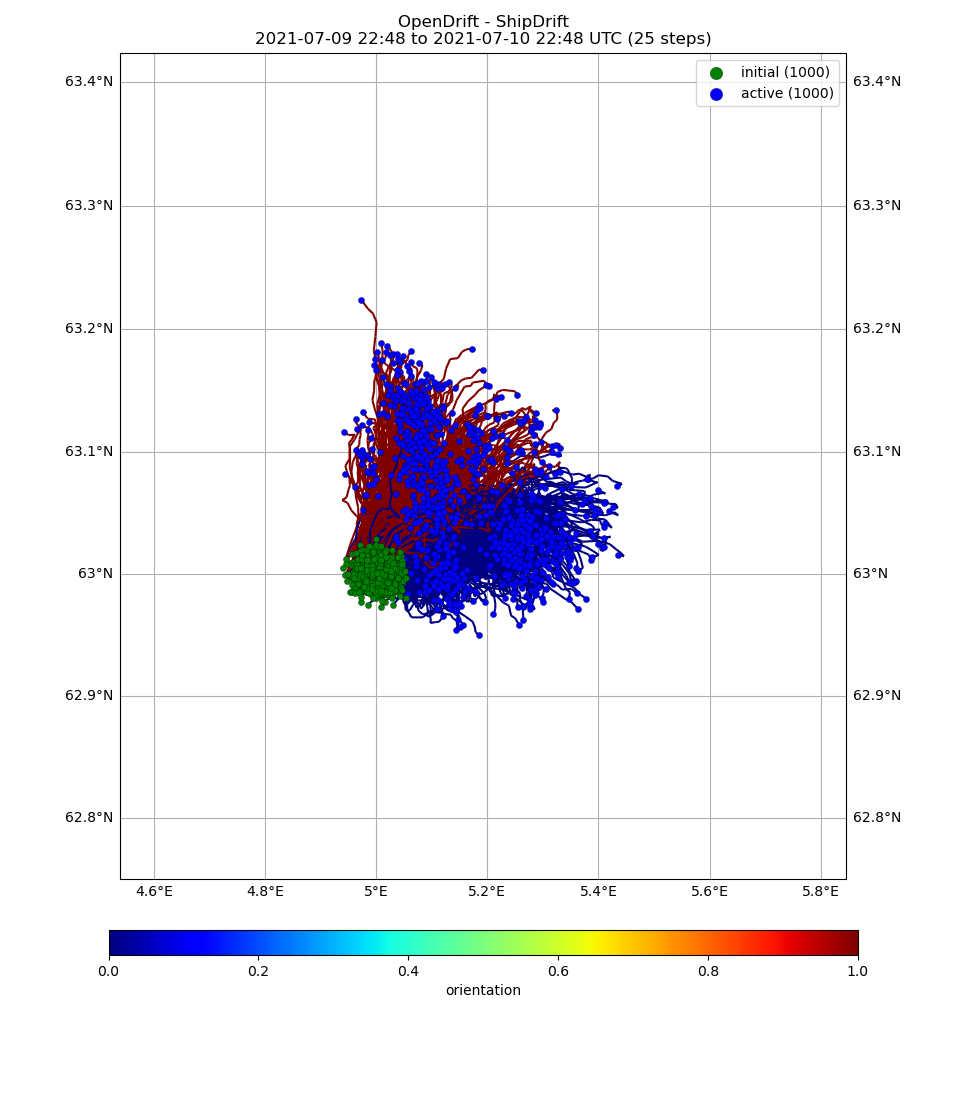 OpenDrift - ShipDrift
2021-07-09 22:48 to 2021-07-10 22:48 UTC (25 steps)
initial (1000)
active (1000)
63.4°N 63.4°N
63.3°N 63.3°N
63.2°N 63.2°N
63.1°N 63.1°N
63°N 63°N
62.9°N 62.9°N
62.8°N 62.8°N
4.6°E 4.8°E 5°E 5.2°E 5.4°E 5.6°E 5.8°E
0.0 0.2 0.4 0.6 0.8 1.0
orientation